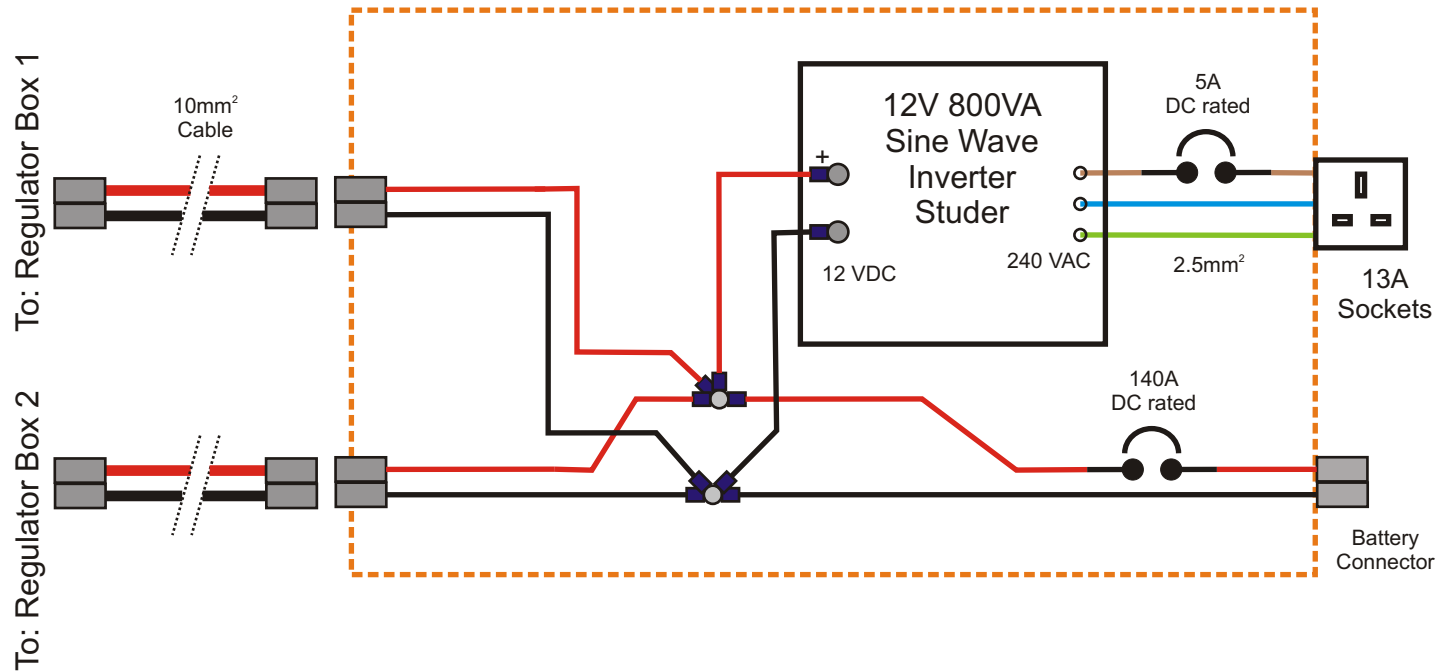 To: Regulator Box 1
10mm²
Cable
12V 800VA
Sine Wave
Inverter
Studer
+
12 VDC
240 VAC
5A
DC rated
2.5mm²
13A
Sockets
To: Regulator Box 2
140A
DC rated
Battery
Connector